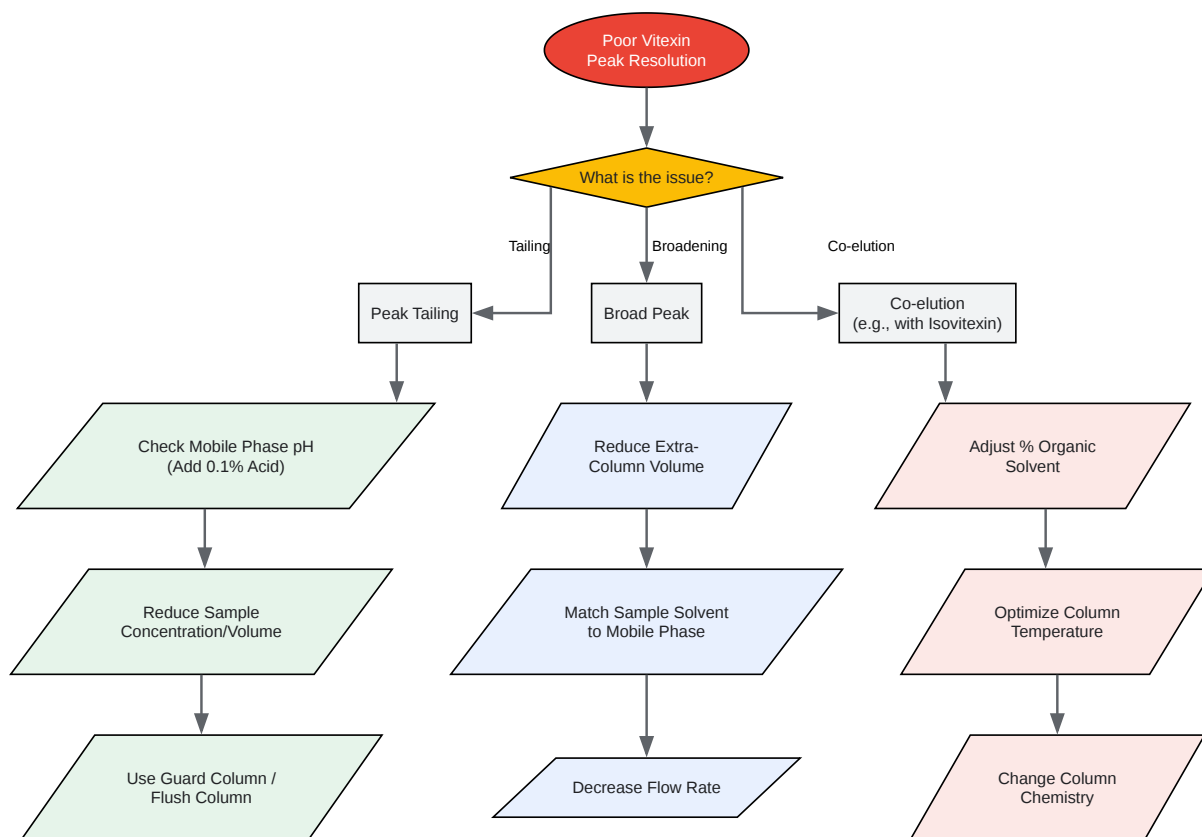 Poor Vitexin
Peak Resolution
What is the issue?
Tailing
Broadening
Co-elution
Peak Tailing
Broad Peak
Co-elution
(e.g., with Isovitexin)
Check Mobile Phase pH
(Add 0.1% Acid)
Reduce Extra-
Column Volume
Adjust % Organic
Solvent
Reduce Sample
Concentration/Volume
Match Sample Solvent
to Mobile Phase
Optimize Column
Temperature
Use Guard Column /
Flush Column
Decrease Flow Rate
Change Column
Chemistry